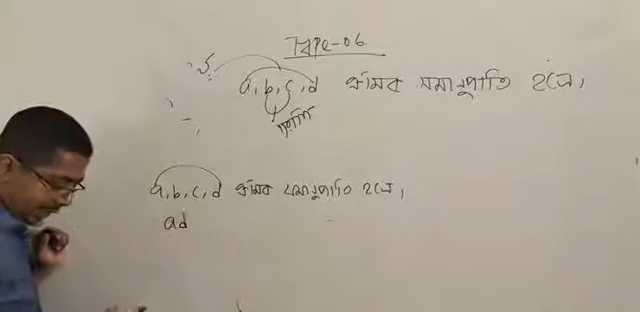 Type-06
a, b, c, d ক্রমিক সমানুপাতি হলে,
a, b, c, d ক্রমিক সমানুপাতি হলে,
ad